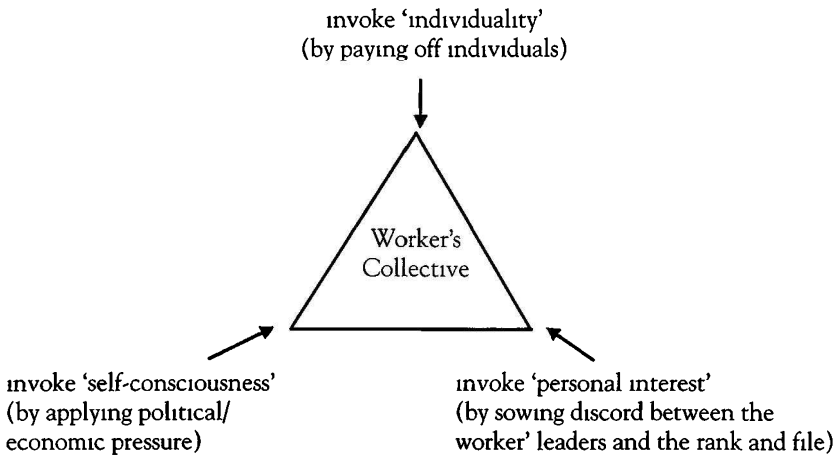 invoke ‘individuality’
(by paying off individuals)
Worker’s
Collective
invoke ‘self-consciousness’
(by applying political/
economic pressure)
invoke ‘personal interest’
(by sowing discord between the
worker’ leaders and the rank and file)